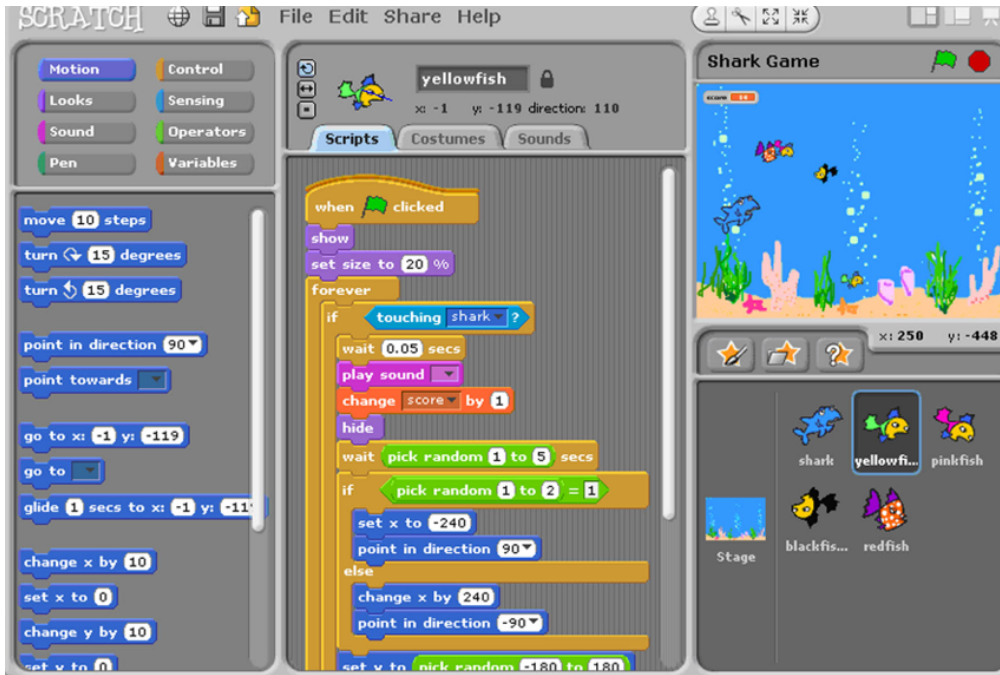 SCRATCH File Edit Share Help
Motion Control
Looks Sensing
Sound Operators
Pen Variables
move 10 steps
turn 15 degrees
turn 15 degrees
point in direction 90
point towards
go to x: -1 y: -119
go to
glide 1 secs to x: -1 y: -11
change x by 10
set x to 0
change y by 10
set y to 0
yellowfish
x: -1 y: -119 direction: 110
Scripts Costumes Sounds
when clicked
show
set size to 20 %
forever
if touching shark ?
wait 0.05 secs
play sound
change score by 1
hide
wait pick random 1 to 5 secs
if pick random 1 to 2 = 1
set x to -240
point in direction 90
else
change x by 240
point in direction -90
set y to pick random -180 to 180
Shark Game
score
x: 250 y: -448
shark yellowfi... pinkfish
Stage
blackfis... redfish